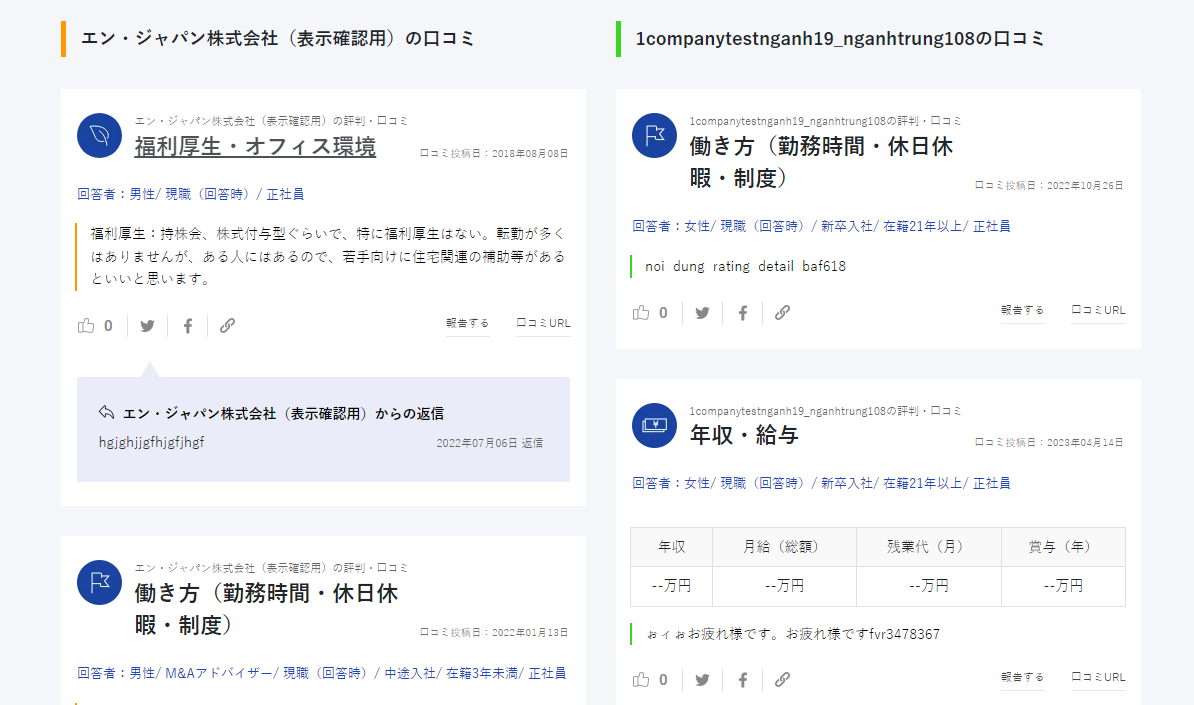 エン・ジャパン株式会社（表示確認用）の口コミ
エン・ジャパン株式会社（表示確認用）の評判・口コミ
福利厚生・オフィス環境
口コミ投稿日：2018年08月08日
回答者：男性/ 現職（回答時）/ 正社員
福利厚生：持株会、株式付与型ぐらいで、特に福利厚生はない。転勤が多く
はありませんが、ある人にはあるので、若手向けに住宅関連の補助等がある
といいと思います。
0
報告する
口コミURL
エン・ジャパン株式会社（表示確認用）からの返信
hgjghjjgfhjgfjhgf
2022年07月06日 返信
エン・ジャパン株式会社（表示確認用）の評判・口コミ
働き方（勤務時間・休日休
暇・制度）
口コミ投稿日：2022年01月13日
回答者：男性/ M&Aアドバイザー/ 現職（回答時）/ 中途入社/ 在籍3年未満/ 正社員
1companytestnganh19_nganhtrung108の口コミ
1companytestnganh19_nganhtrung108の評判・口コミ
働き方（勤務時間・休日休
暇・制度）
口コミ投稿日：2022年10月26日
回答者：女性/ 現職（回答時）/ 新卒入社/ 在籍21年以上/ 正社員
noi dung rating detail baf618
0
報告する
口コミURL
1companytestnganh19_nganhtrung108の評判・口コミ
年収・給与
口コミ投稿日：2023年04月14日
回答者：女性/ 現職（回答時）/ 新卒入社/ 在籍21年以上/ 正社員
年収 月給（総額） 残業代（月） 賞与（年）
--万円 --万円 --万円 --万円
ぉィぉお疲れ様です。お疲れ様ですfvr3478367
0
報告する
口コミURL